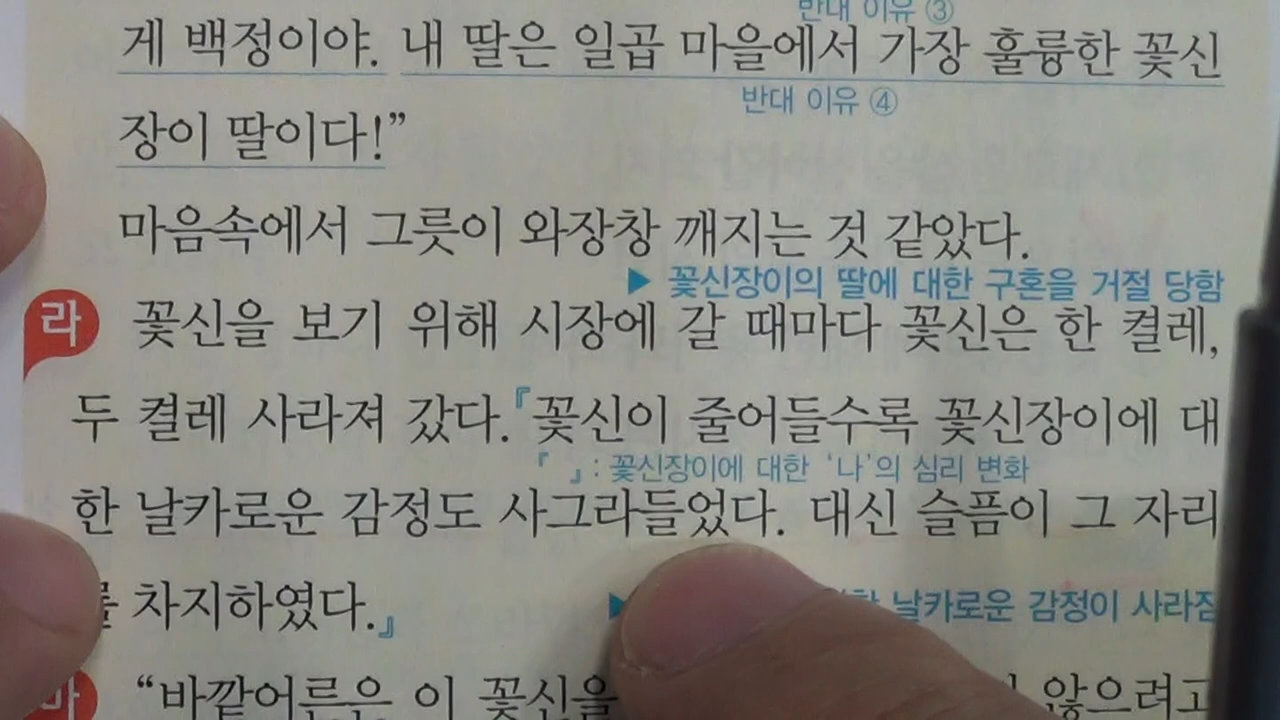 반대 이유 ③
게 백정이야. 내 딸은 일곱 마을에서 가장 훌륭한 꽃신
반대 이유 ④
장이 딸이다!”
마음속에서 그릇이 와장창 깨지는 것 같았다.
▶ 꽃신장이의 딸에 대한 구혼을 거절 당함
라 꽃신을 보기 위해 시장에 갈 때마다 꽃신은 한 켤레,
두 켤레 사라져 갔다.『꽃신이 줄어들수록 꽃신장이에 대
『 』: 꽃신장이에 대한 ‘나’의 심리 변화
한 날카로운 감정도 사그라들었다. 대신 슬픔이 그 자리
를 차지하였다.』
▶ 날카로운 감정이 사라짐
마 “바깥어른은 이 꽃신을 않으려고